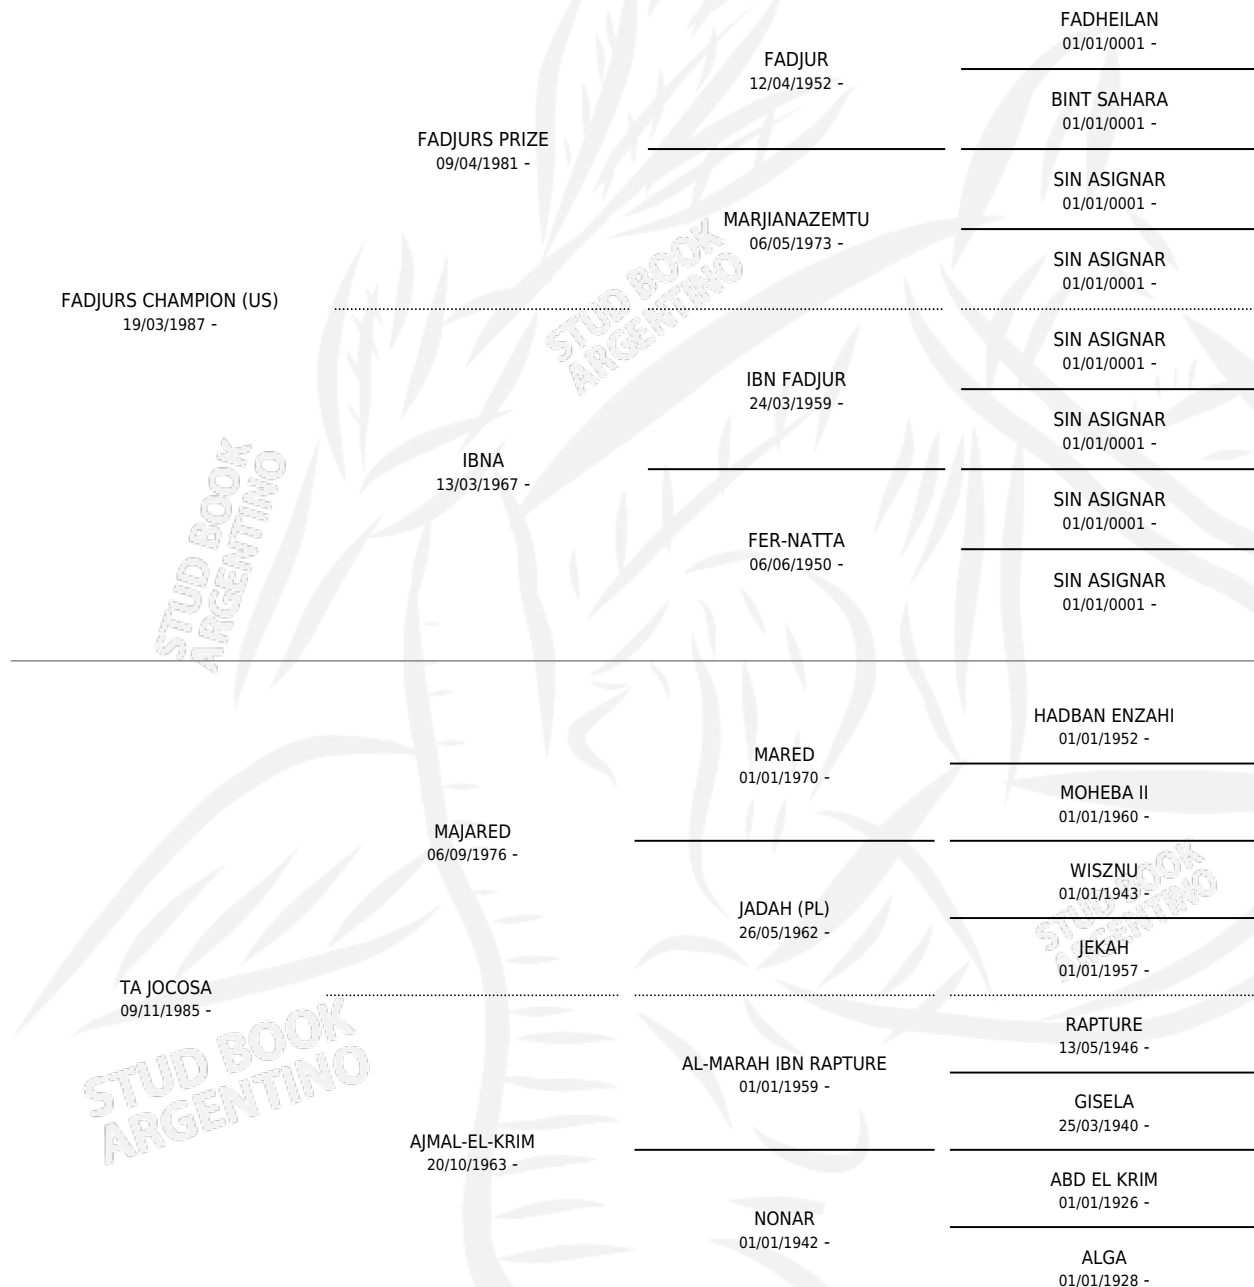 FADHEILAN
01/01/0001 -
FADJUR
12/04/1952 -
BINT SAHARA
01/01/0001 -
FADJURS PRIZE
09/04/1981 -
SIN ASIGNAR
01/01/0001 -
MARJIANAZEMTU
06/05/1973 -
SIN ASIGNAR
01/01/0001 -
FADJURS CHAMPION (US)
19/03/1987 -
SIN ASIGNAR
01/01/0001 -
IBN FADJUR
24/03/1959 -
SIN ASIGNAR
01/01/0001 -
IBNA
13/03/1967 -
SIN ASIGNAR
01/01/0001 -
FER-NATTA
06/06/1950 -
SIN ASIGNAR
01/01/0001 -
HADBAN ENZAHI
01/01/1952 -
MARED
01/01/1970 -
MOHEBA II
01/01/1960 -
MAJARED
06/09/1976 -
WISZNU
01/01/1943 -
JADAH (PL)
26/05/1962 -
JEKAH
01/01/1957 -
TA JOCOSA
09/11/1985 -
RAPTURE
13/05/1946 -
AL-MARAH IBN RAPTURE
01/01/1959 -
GISELA
25/03/1940 -
AJMAL-EL-KRIM
20/10/1963 -
ABD EL KRIM
01/01/1926 -
NONAR
01/01/1942 -
ALGA
01/01/1928 -
STUD BOOK
ARGENTINO
STUD BOOK
ARGENTINO
STUD BOOK
ARGENTINO
STUD BOOK
ARGENTINO